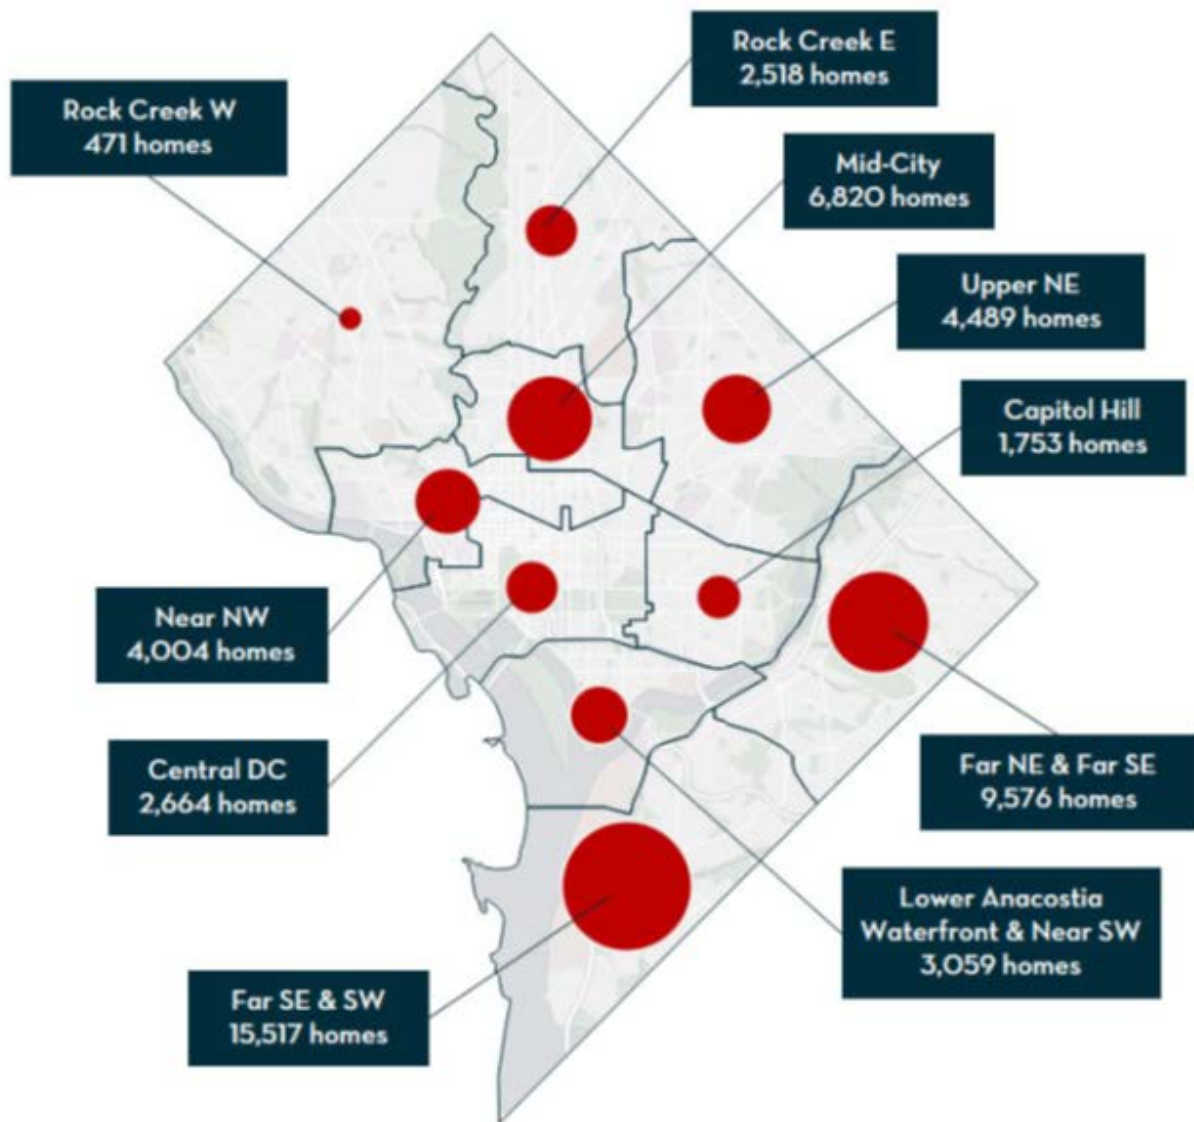 Rock Creek E
2,518 homes
Rock Creek W
471 homes
Mid-City
6,820 homes
Upper NE
4,489 homes
Capitol Hill
1,753 homes
Near NW
4,004 homes
Central DC
2,664 homes
Far NE & Far SE
9,576 homes
Lower Anacostia
Waterfront & Near SW
3,059 homes
Far SE & SW
15,517 homes